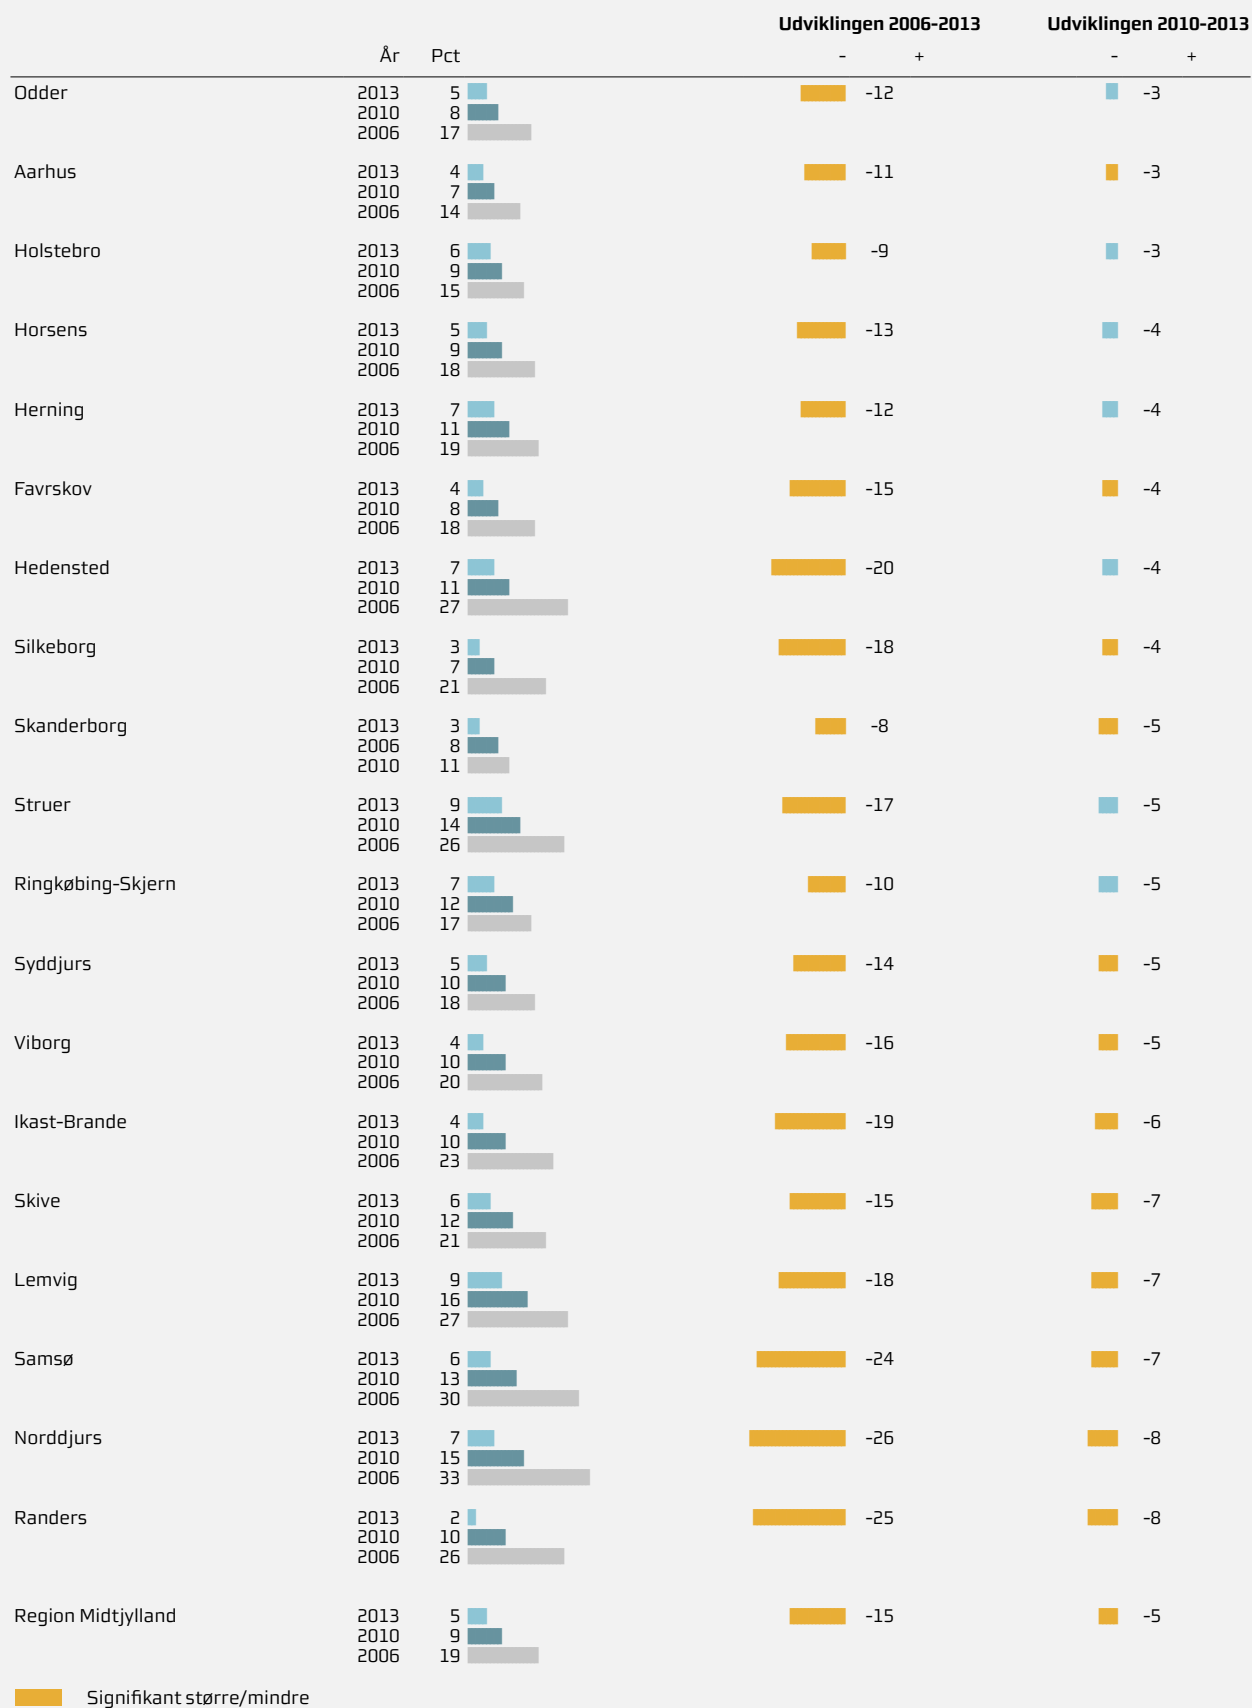 Udviklingen 2006-2013 Udviklingen 2010-2013
År Pct - + - +
Odder 2013 5 -12 -3
2010 8
2006 17
Aarhus 2013 4 -11 -3
2010 7
2006 14
Holstebro 2013 6 -9 -3
2010 9
2006 15
Horsens 2013 5 -13 -4
2010 9
2006 18
Herning 2013 7 -12 -4
2010 11
2006 19
Favrskov 2013 4 -15 -4
2010 8
2006 18
Hedensted 2013 7 -20 -4
2010 11
2006 27
Silkeborg 2013 3 -18 -4
2010 7
2006 21
Skanderborg 2013 3 -8 -5
2006 8
2010 11
Struer 2013 9 -17 -5
2010 14
2006 26
Ringkøbing-Skjern 2013 7 -10 -5
2010 12
2006 17
Syddjurs 2013 5 -14 -5
2010 10
2006 18
Viborg 2013 4 -16 -5
2010 10
2006 20
Ikast-Brande 2013 4 -19 -6
2010 10
2006 23
Skive 2013 6 -15 -7
2010 12
2006 21
Lemvig 2013 9 -18 -7
2010 16
2006 27
Samsø 2013 6 -24 -7
2010 13
2006 30
Norddjurs 2013 7 -26 -8
2010 15
2006 33
Randers 2013 2 -25 -8
2010 10
2006 26
Region Midtjylland 2013 5 -15 -5
2010 9
2006 19
Signifikant større/mindre